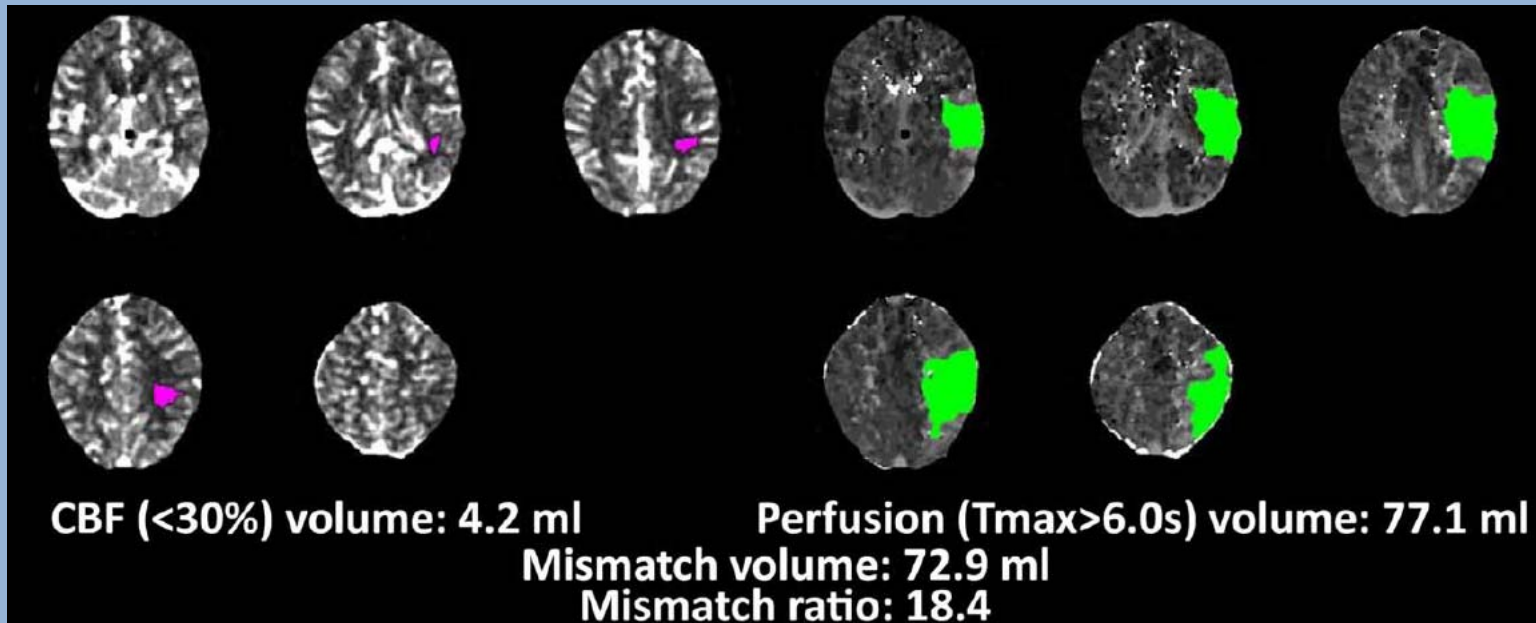 CBF (<30%) volume: 4.2 ml
Perfusion (Tmax>6.0s) volume: 77.1 ml
Mismatch volume: 72.9 ml
Mismatch ratio: 18.4